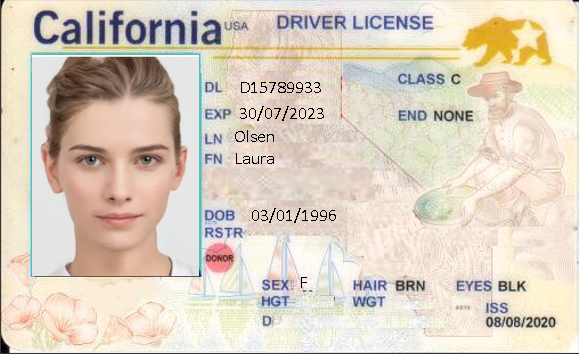 California USA DRIVER LICENSE
DL D15789933 CLASS C
EXP 30/07/2023 END NONE
LN Olsen
FN Laura
DOB 03/01/1996
RSTR
DONOR
SEX F HAIR BRN EYES BLK
HGT WGT ISS
D 08/08/2020